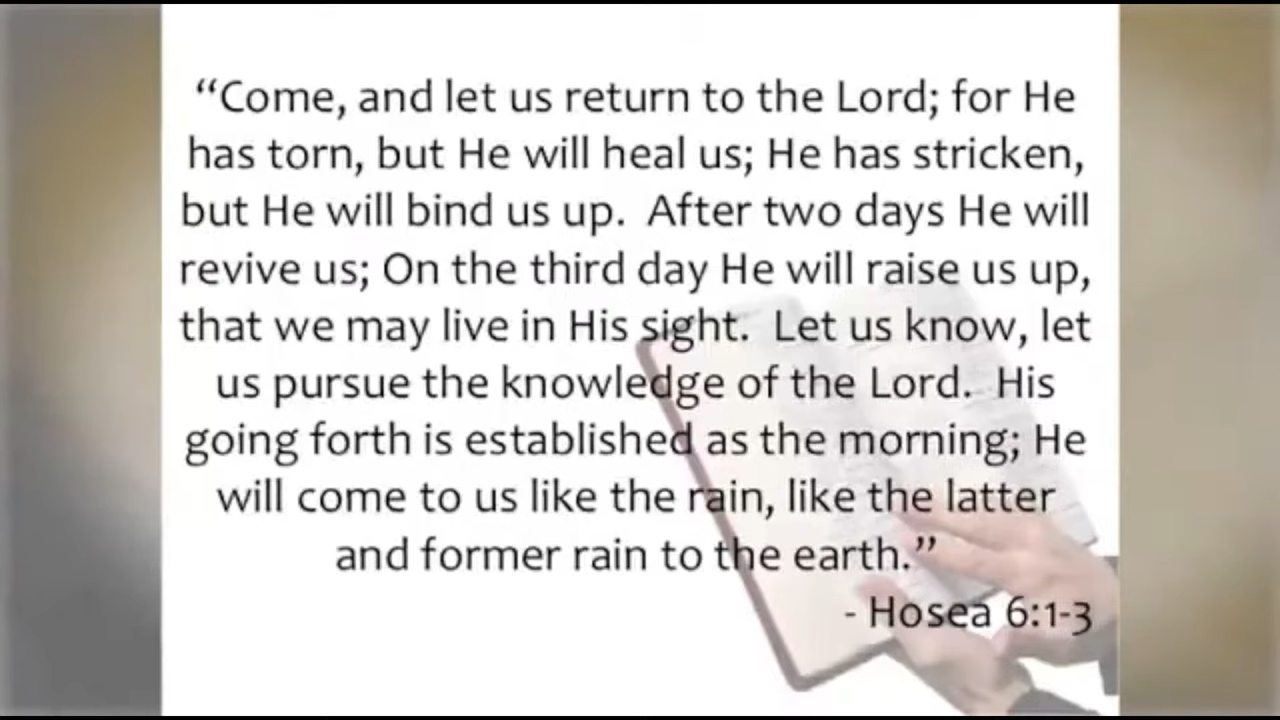 “Come, and let us return to the Lord; for He
has torn, but He will heal us; He has stricken,
but He will bind us up.  After two days He will
revive us; On the third day He will raise us up,
that we may live in His sight.  Let us know, let
us pursue the knowledge of the Lord.  His
going forth is established as the morning; He
will come to us like the rain, like the latter
and former rain to the earth.”
- Hosea 6:1-3